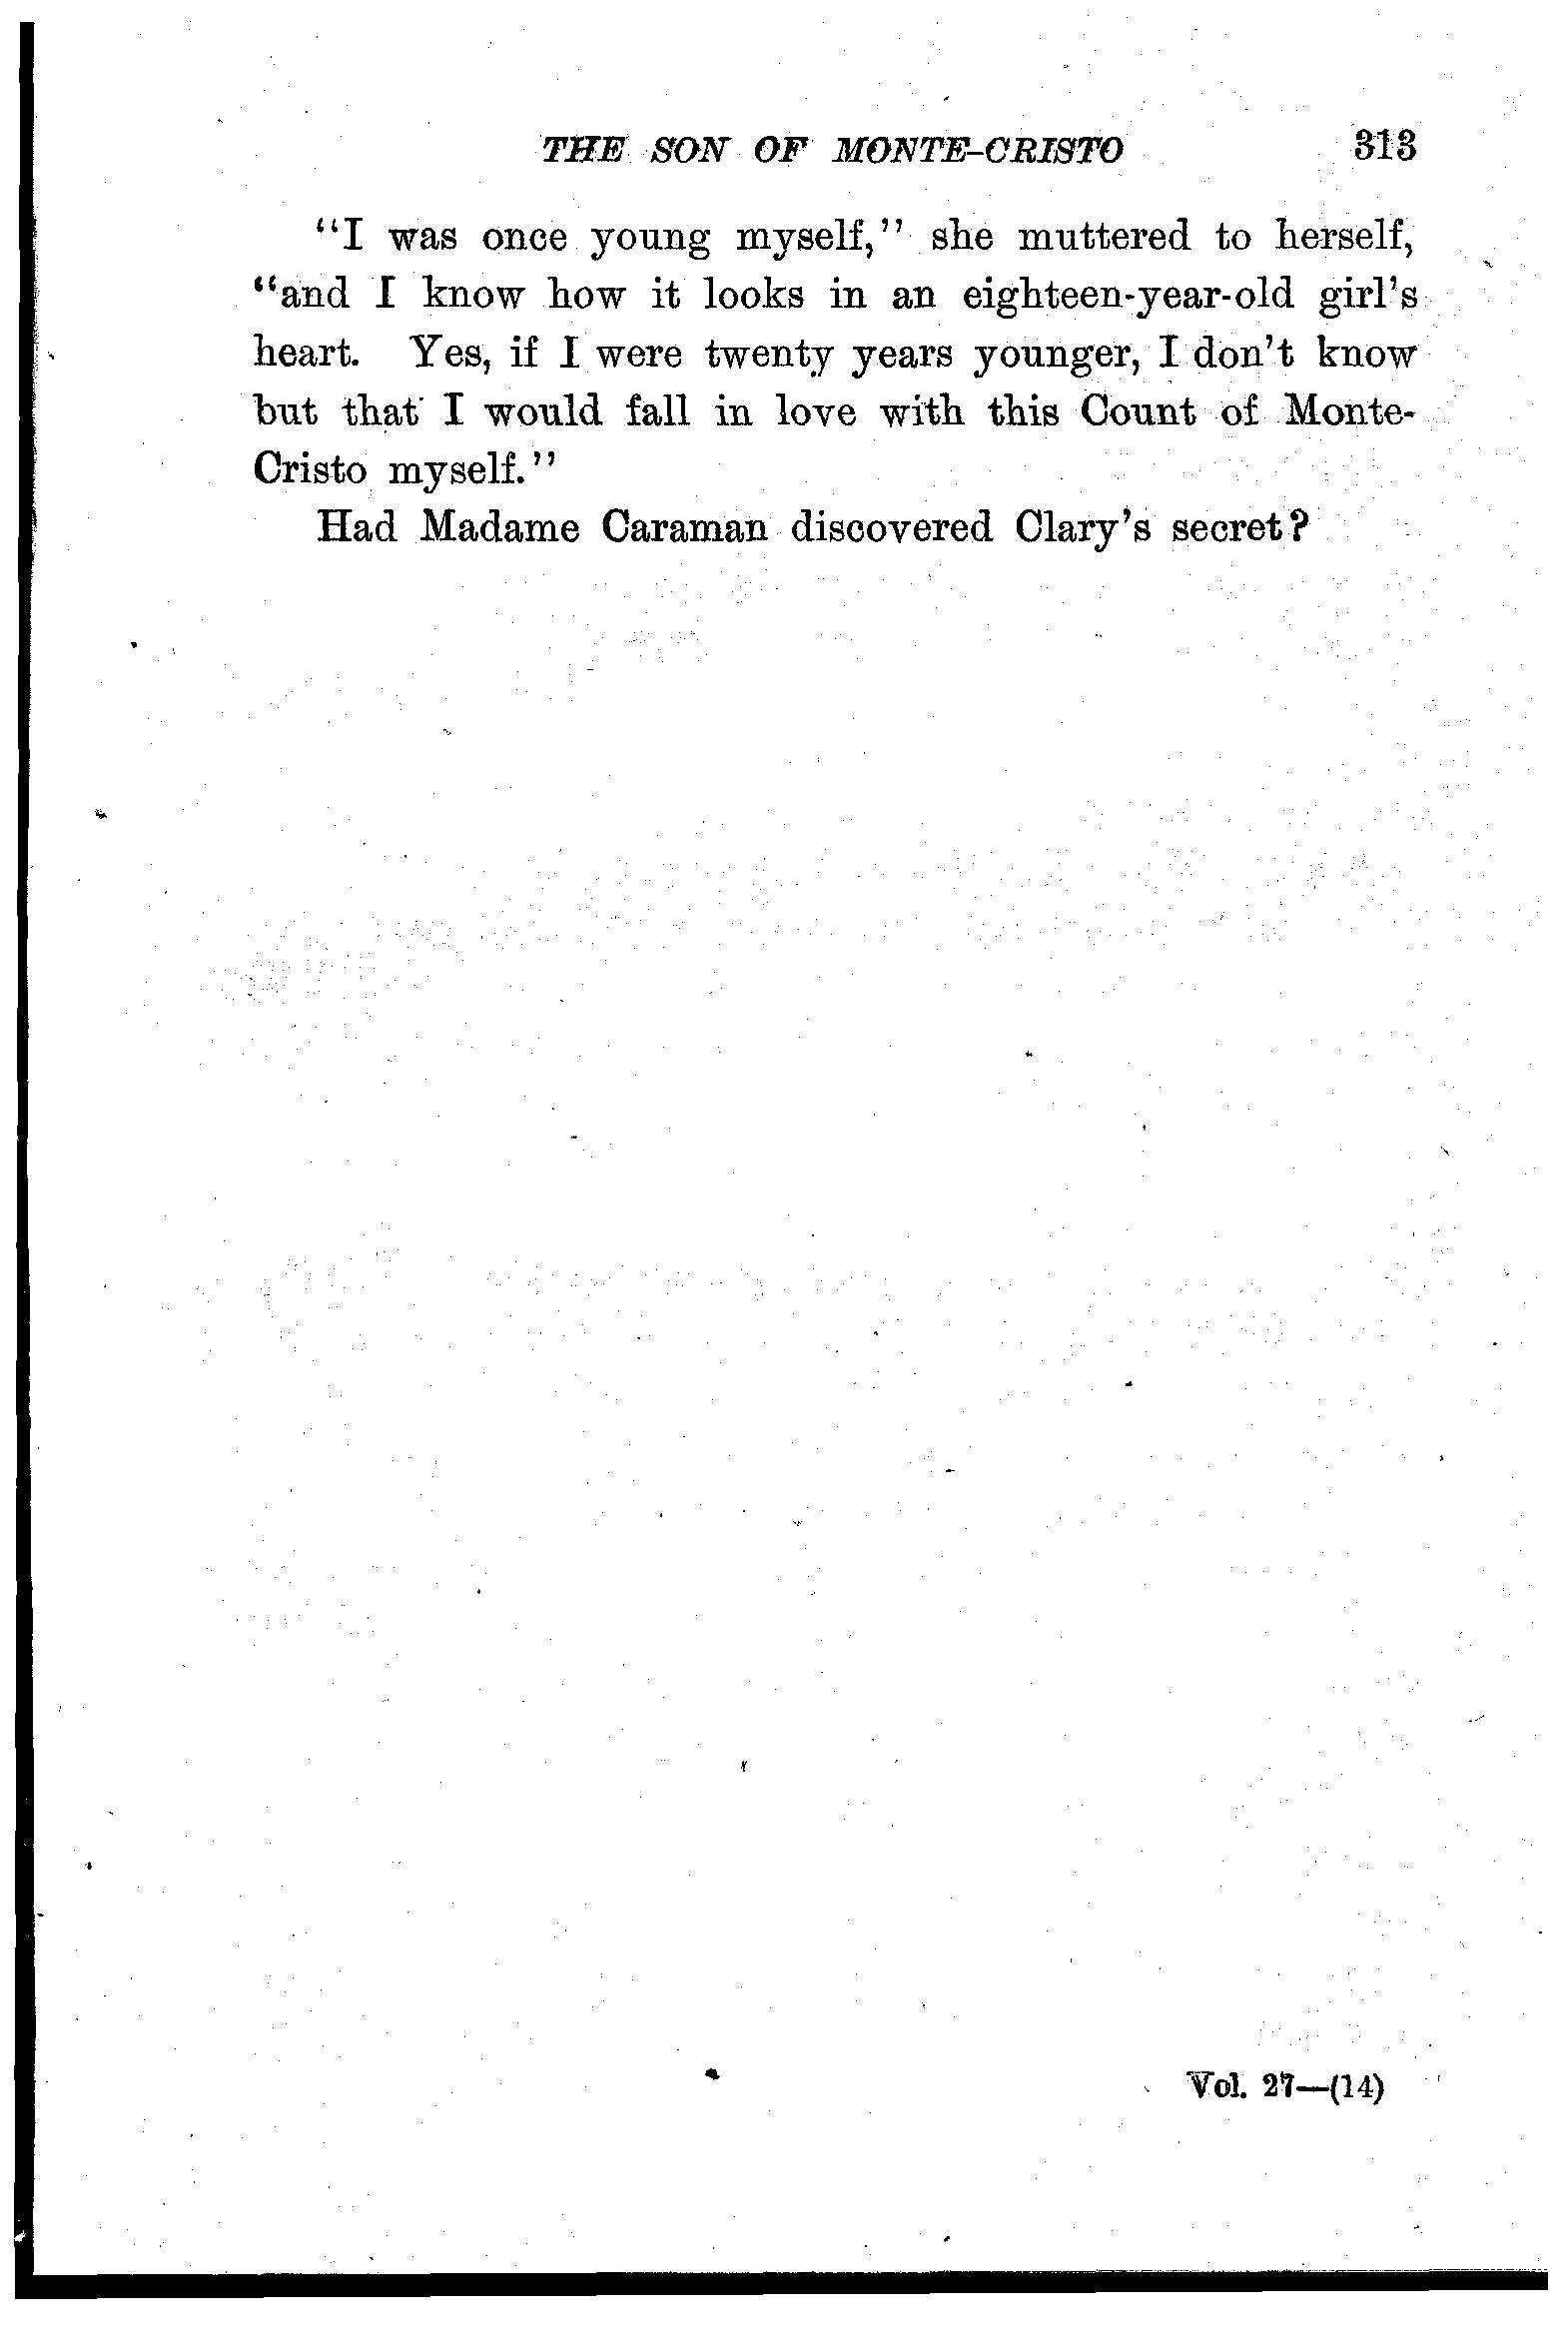 THE SON OF MONTE-CRISTO 313
"I was once young myself," she muttered to herself,
"and I know how it looks in an eighteen-year-old girl's
heart. Yes, if I were twenty years younger, I don't know
but that I would fall in love with this Count of Monte-
Cristo myself."
Had Madame Caraman discovered Clary's secret?
Vol. 27—(14)